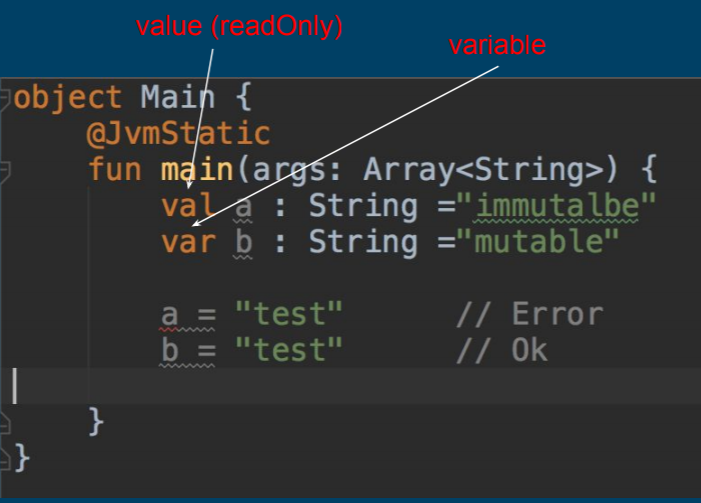 value (readOnly)
variable
object Main {
@JvmStatic
fun main(args: Array<String>) {
val a : String ="immutalbe"
var b : String ="mutable"
a = "test" // Error
b = "test" // Ok
}
}